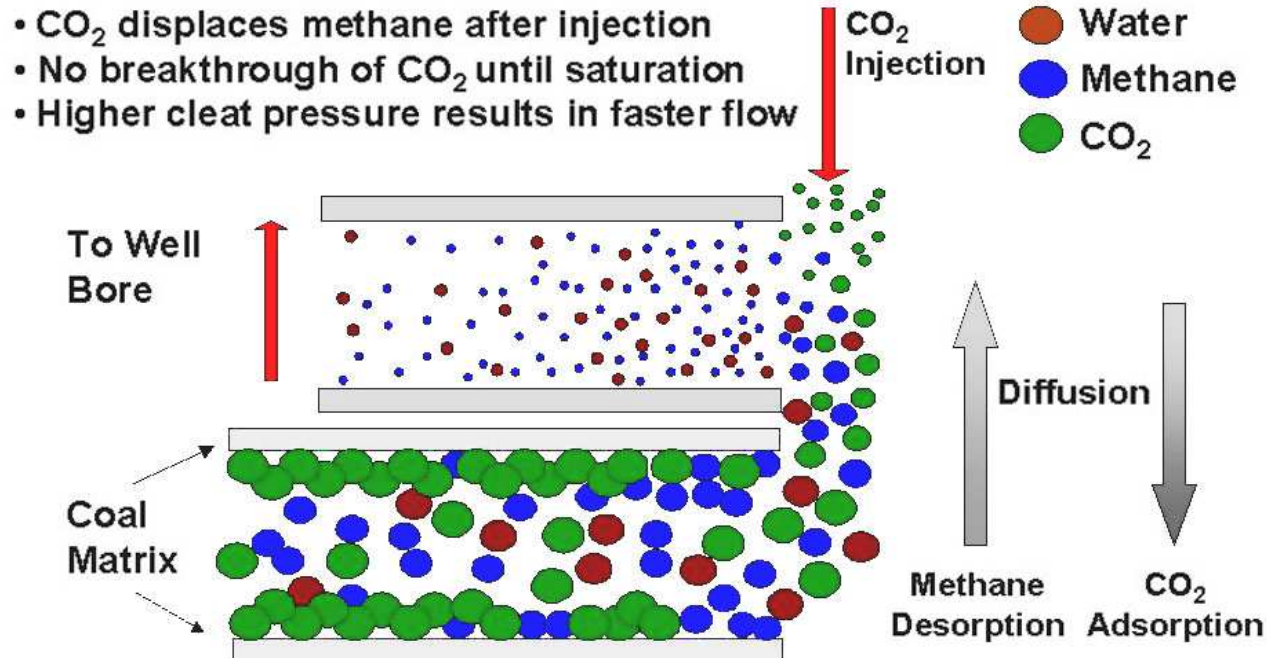 • CO₂ displaces methane after injection
• No breakthrough of CO₂ until saturation
• Higher cleat pressure results in faster flow
CO₂
Injection
Water
Methane
CO₂
To Well
Bore
Diffusion
Coal
Matrix
Methane
Desorption
CO₂
Adsorption